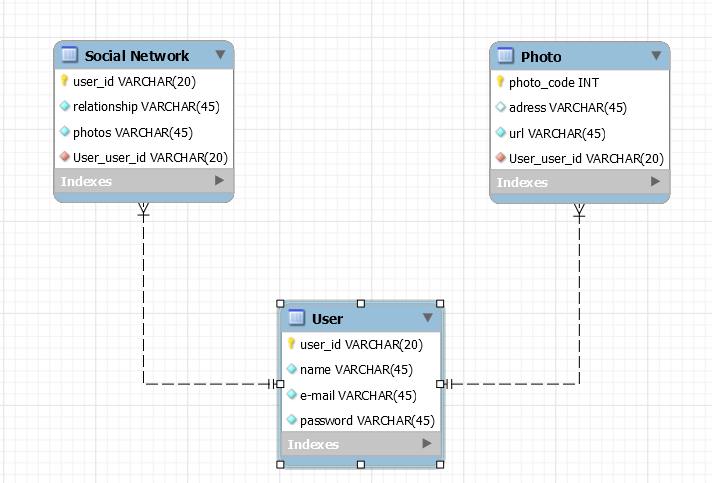 Social Network
user_id VARCHAR(20)
relationship VARCHAR(45)
photos VARCHAR(45)
User_user_id VARCHAR(20)
Indexes
Photo
photo_code INT
adress VARCHAR(45)
url VARCHAR(45)
User_user_id VARCHAR(20)
Indexes
User
user_id VARCHAR(20)
name VARCHAR(45)
e-mail VARCHAR(45)
password VARCHAR(45)
Indexes